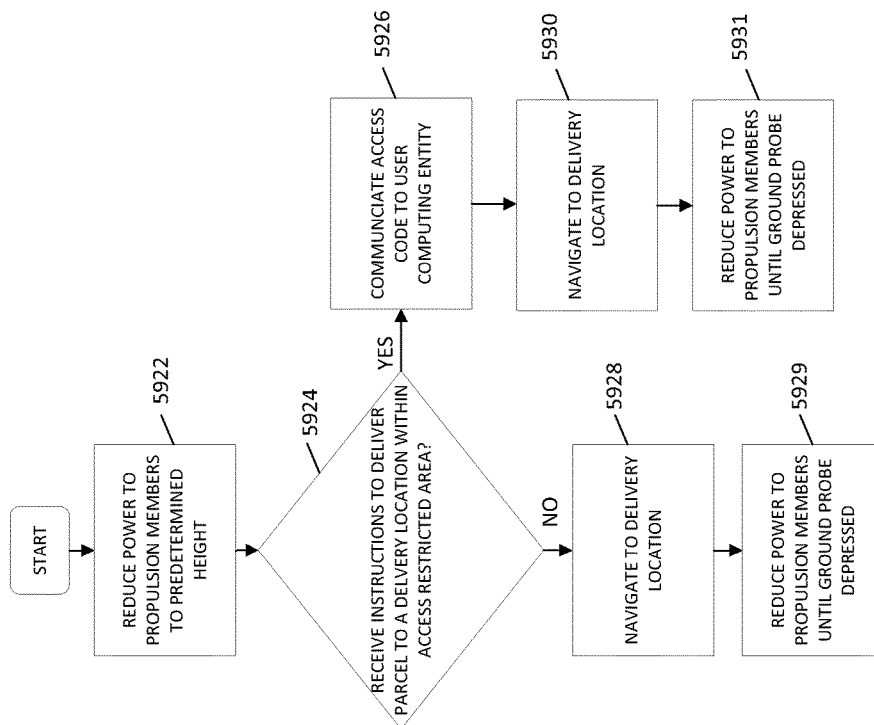 START
5922
REDUCE POWER TO
PROPULSION MEMBERS
TO PREDETERMINED
HEIGHT
5924
RECEIVE INSTRUCTIONS TO DELIVER
PARCEL TO A DELVERY LOCATION WITHIN
ACCESS RESTRICTED AREA?
YES
5926
COMMUNCIATE ACCESS
CODE TO USER
COMPUTING ENTITY
5930
NAVIGATE TO DELIVERY
LOCATION
5931
REDUCE POWER TO
PROPULSION MEMBERS
UNTIL GROUND PROBE
DEPRESSED
NO
5928
NAVIGATE TO DELIVERY
LOCATION
5929
REDUCE POWER TO
PROPULSION MEMBERS
UNTIL GROUND PROBE
DEPRESSED